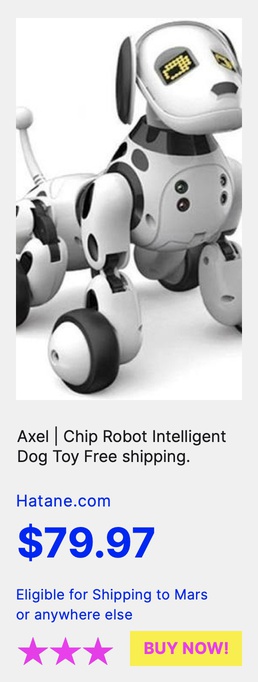 Axel | Chip Robot Intelligent
Dog Toy Free shipping.
Hatane.com
$79.97
Eligible for Shipping to Mars
or anywhere else
BUY NOW!